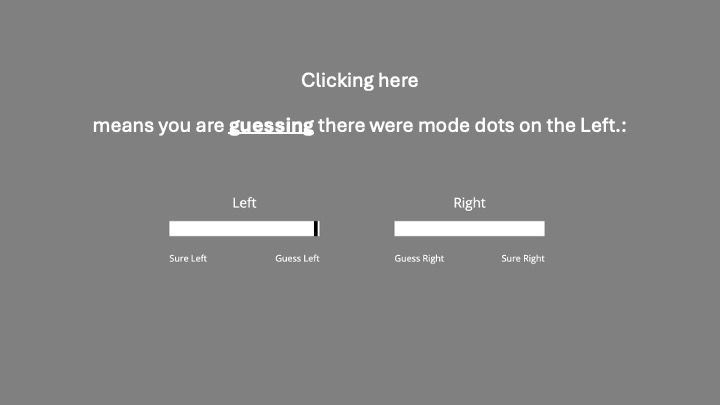 Clicking here
means you are guessing there were mode dots on the Left.:
Left Right
Sure Left Guess Left Guess Right Sure Right